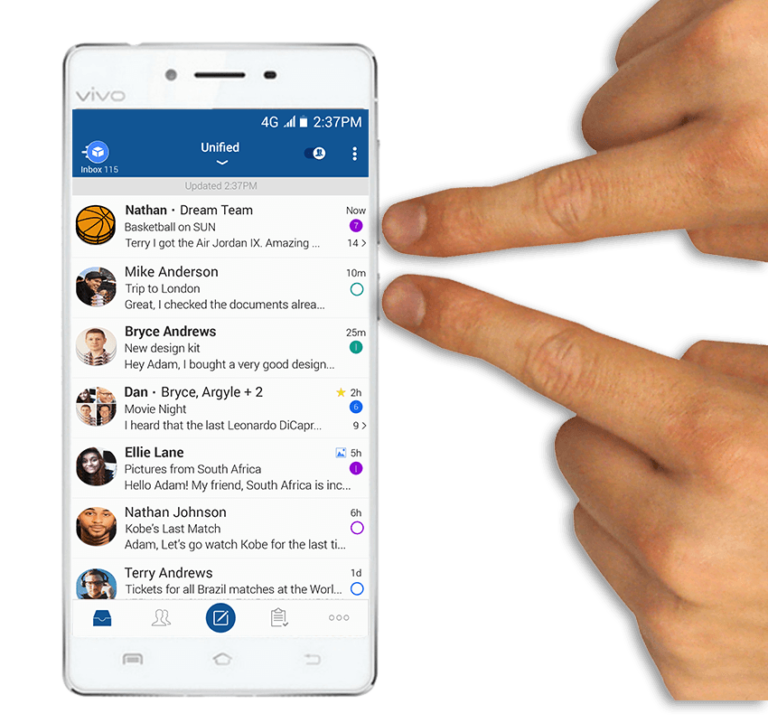 vivo
4G 2:37PM
Unified
Inbox 115
Updated 2:37PM
Nathan · Dream Team Now
Basketball on SUN 7
Terry I got the Air Jordan IX. Amazing ... 14 >
Mike Anderson 10m
Trip to London
Great, I checked the documents alrea...
Bryce Andrews 25m
New design kit
Hey Adam, I bought a very good design...
Dan · Bryce, Argyle + 2 2h
Movie Night 6
I heard that the last Leonardo DiCapr... 9 >
Ellie Lane 5h
Pictures from South Africa
Hello Adam! My friend, South Africa is inc...
Nathan Johnson 6h
Kobe's Last Match
Adam, Let's go watch Kobe for the last ti...
Terry Andrews 1d
Tickets for all Brazil matches at the Worl...